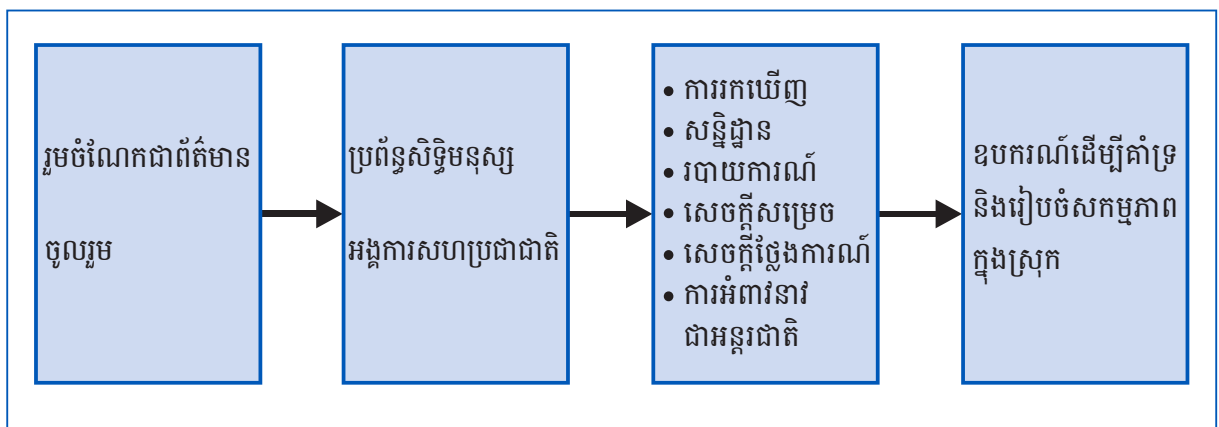 រួមចំណែកជាព័ត៌មាន
ចូលរួម
ប្រព័ន្ធសិទ្ធិមនុស្ស
អង្គការសហប្រជាជាតិ
• ការរកឃើញ
• សន្និដ្ឋាន
• របាយការណ៍
• សេចក្តីសម្រេច
• សេចក្តីថ្លែងការណ៍
• ការអំពាវនាវ
ជាអន្តរជាតិ
ឧបករណ៍ដើម្បីគាំទ្រ
និងរៀបចំសកម្មភាព
ក្នុងស្រុក